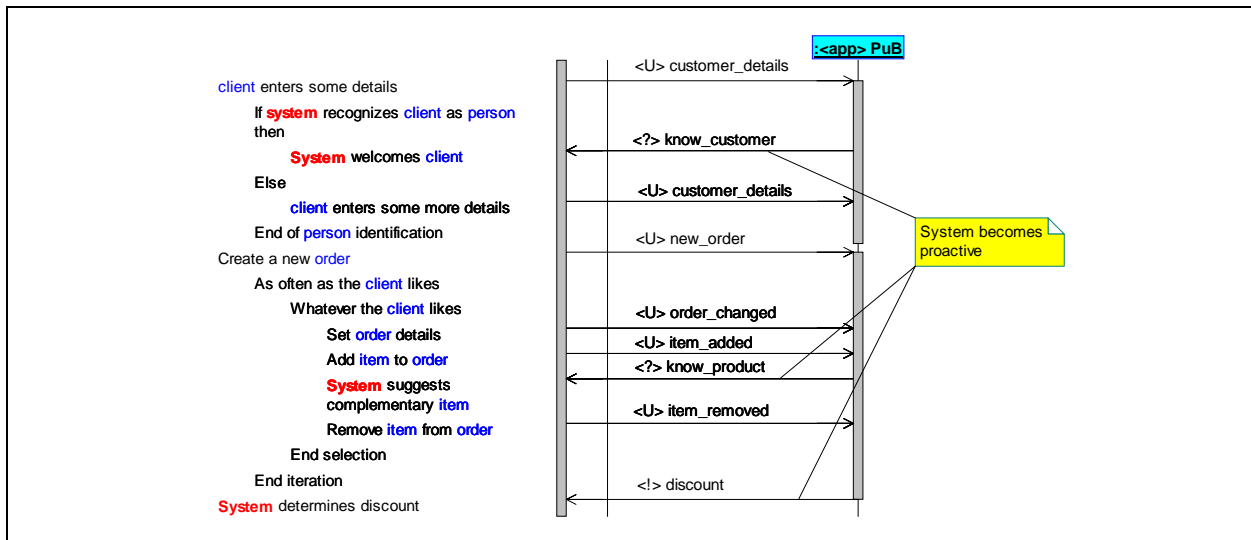 :<app> PuB
<U> customer_details
client enters some details
If system recognizes client as person
then
<?> know_customer
System welcomes client
Else
<U> customer_details
client enters some more details
End of person identification
<U> new_order
System becomes
proactive
Create a new order
As often as the client likes
Whatever the client likes
<U> order_changed
Set order details
<U> item_added
Add item to order
<?> know_product
System suggests
complementary item
<U> item_removed
Remove item from order
End selection
End iteration
<!> discount
System determines discount